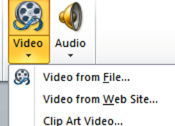 Video Audio
Video from File...
Video from Web Site...
Clip Art Video...